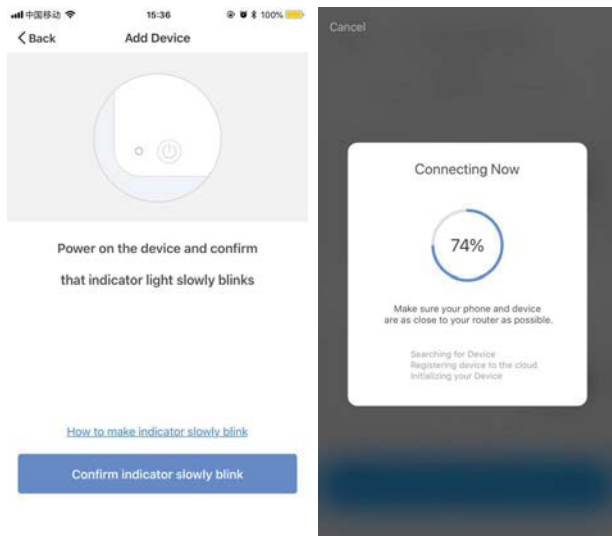 中国移动
15:36
100%
Back
Add Device
Power on the device and confirm
that indicator light slowly blinks
How to make indicator slowly blink
Confirm indicator slowly blink
Cancel
Connecting Now
74%
Make sure your phone and device
are as close to your router as possible.
Searching for Device
Registering device to the cloud
Initializing your Device